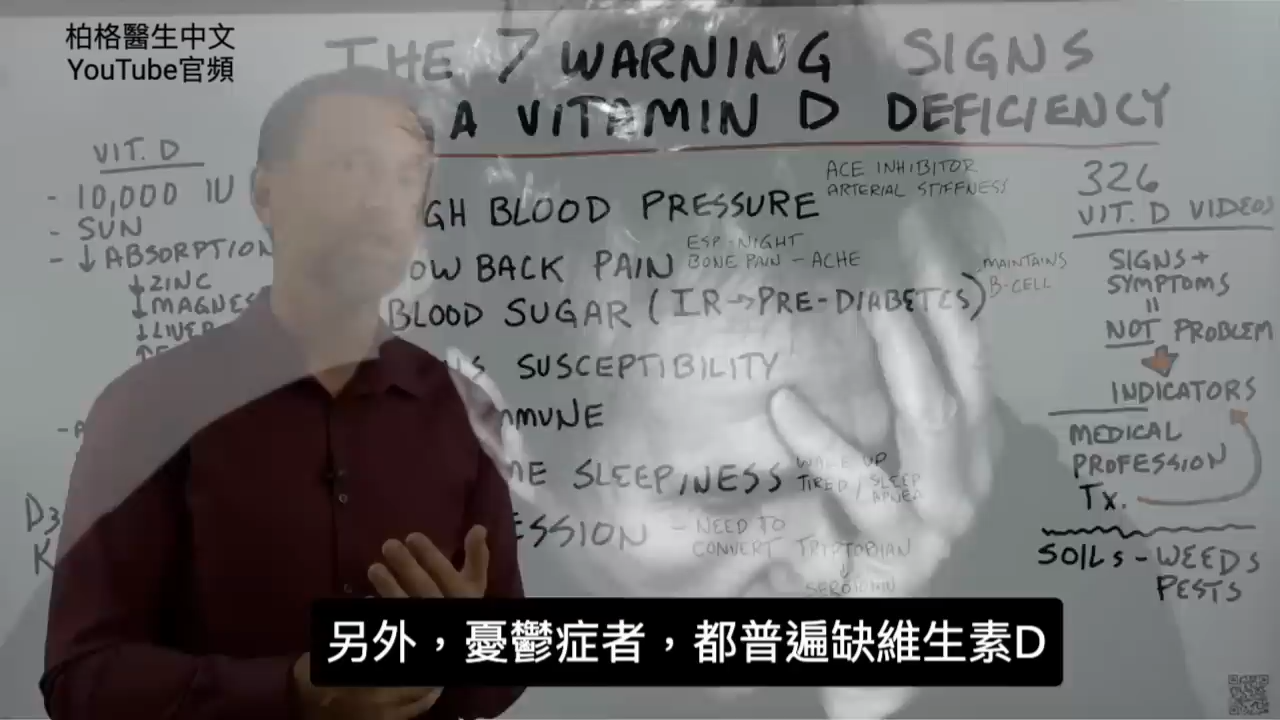 柏格醫生中文
YouTube官頻
THE 7 WARNING SIGNS
A VITAMIN D DEFICIENCY
VIT. D
- 10,000 IU
- SUN
- ↓ ABSORPTION
↓ ZINC
↓
↓
D3
K
GH BLOOD PRESSURE
ACE INHIBITOR
ARTERIAL STIFFNESS
OW BACK PAIN
ESP. NIGHT
BONE PAIN - ACHE
BLOOD SUGAR (IR→PRE-DIABETES)
MAINTAINS
B-CELL
SUSCEPTIBILITY
MMUNE
ME SLEEPINESS
WAKE UP
TIRED / SLEEP
APNEA
ESSION
- NEED TO
CONVERT TRYPTOPHAN
↓
326
VIT. D VIDEOS
SIGNS +
SYMPTOMS
=
NOT PROBLEM
INDICATORS
MEDICAL
PROFESSION
Tx.
SOILS - WEEDS
PESTS
另外，憂鬱症者，都普遍缺維生素D